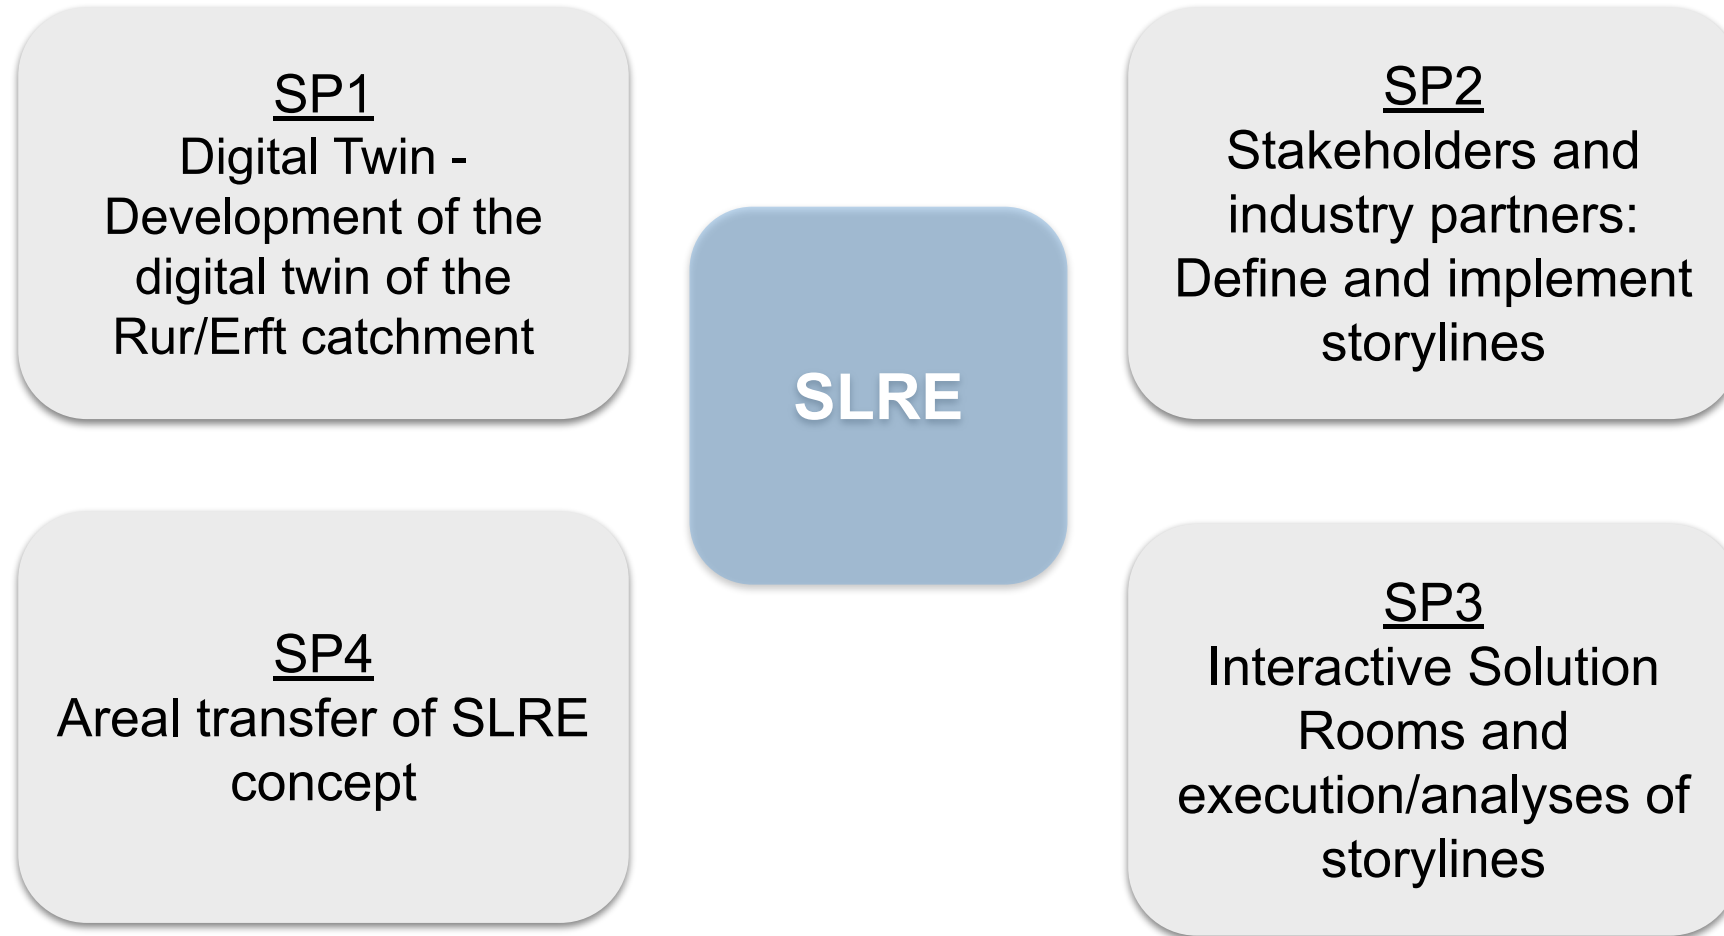 SP1
Digital Twin -
Development of the
digital twin of the
Rur/Erft catchment
SP2
Stakeholders and
industry partners:
Define and implement
storylines
SLRE
SP4
Areal transfer of SLRE
concept
SP3
Interactive Solution
Rooms and
execution/analyses of
storylines